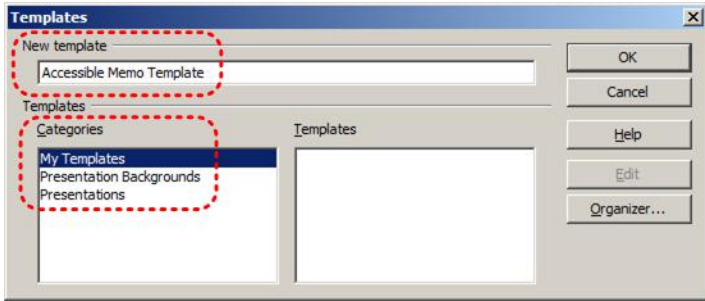 Templates
New template
Accessible Memo Template
Templates
Categories
My Templates
Presentation Backgrounds
Presentations
Templates
OK
Cancel
Help
Edit
Organizer...